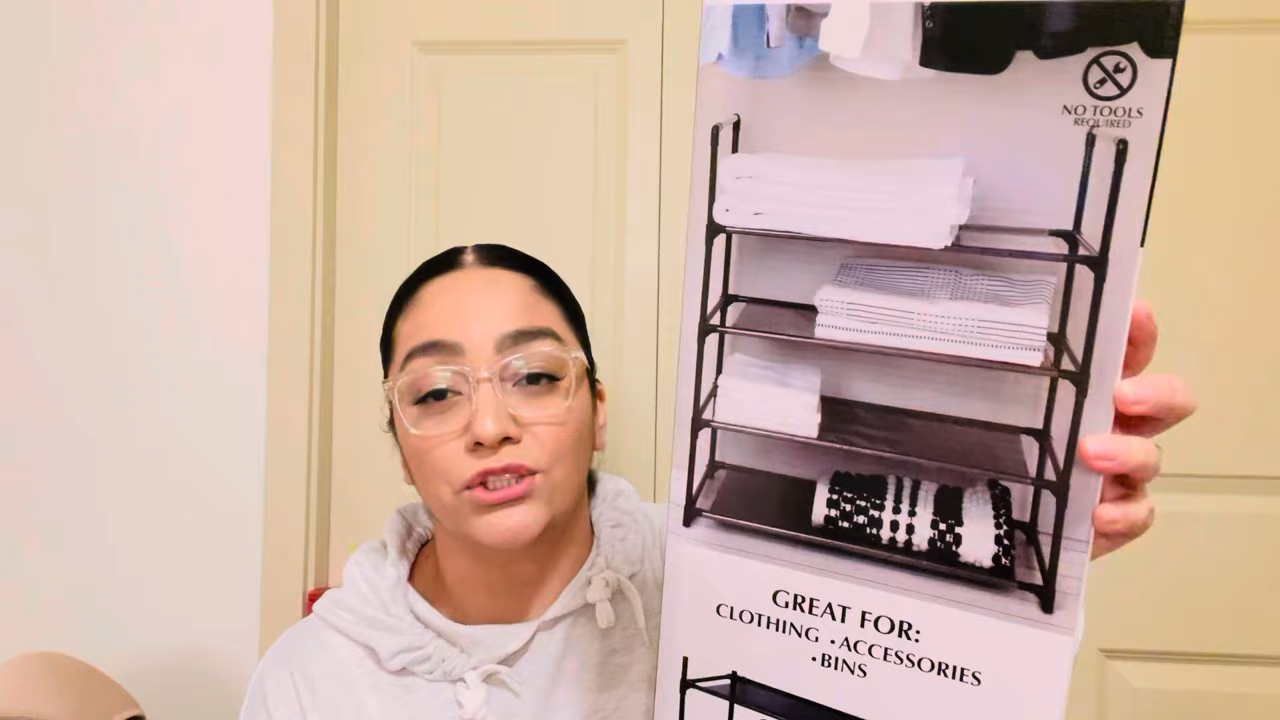 NO TOOLS
REQUIRED
GREAT FOR:
CLOTHING • ACCESSORIES
• BINS